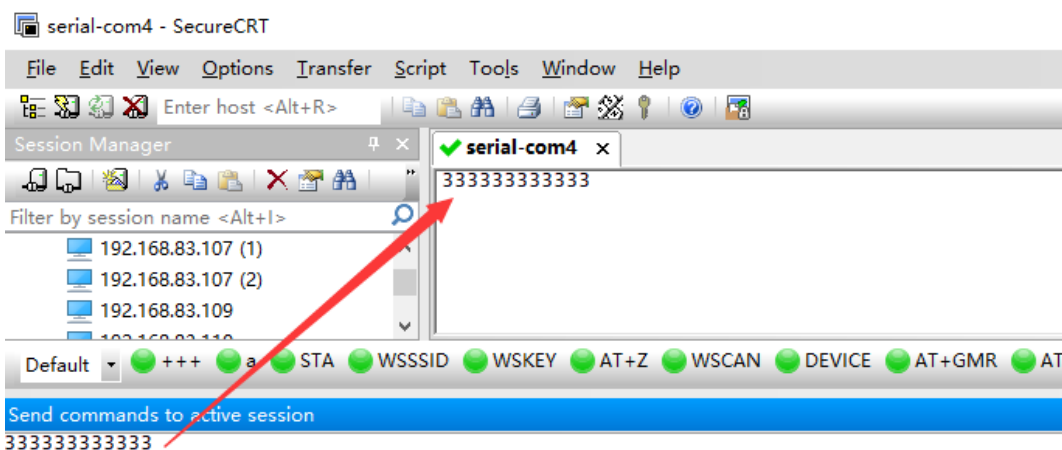 serial-com4 - SecureCRT
File Edit View Options Transfer Script Tools Window Help
Enter host <Alt+R>
Session Manager
serial-com4 x
333333333333
Filter by session name <Alt+I>
192.168.83.107 (1)
192.168.83.107 (2)
192.168.83.109
Default +++ a STA WSSSID WSKEY AT+Z WSCAN DEVICE AT+GMR AT
Send commands to active session
333333333333